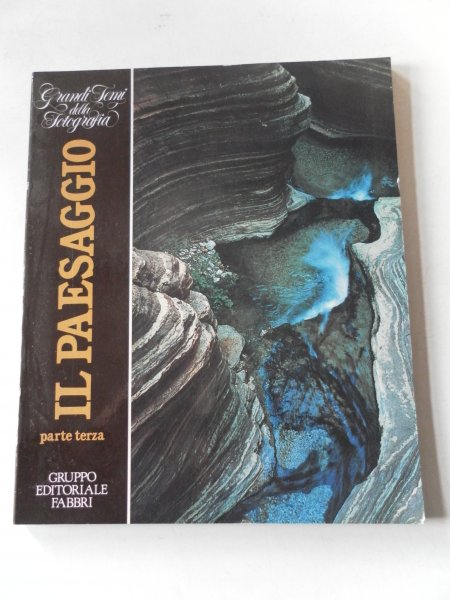 Grandi Temi
della
Fotografia
IL PAESAGGIO
parte terza
GRUPPO
EDITORIALE
FABBRI